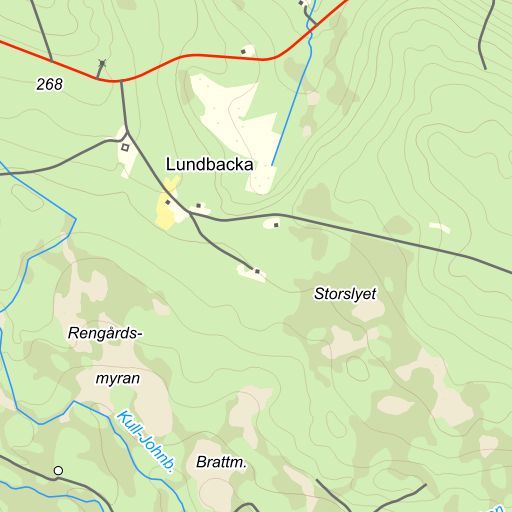 268
Lundbacka
Storslyet
Rengårds-
myran
Kull-Johnb.
Brattm.